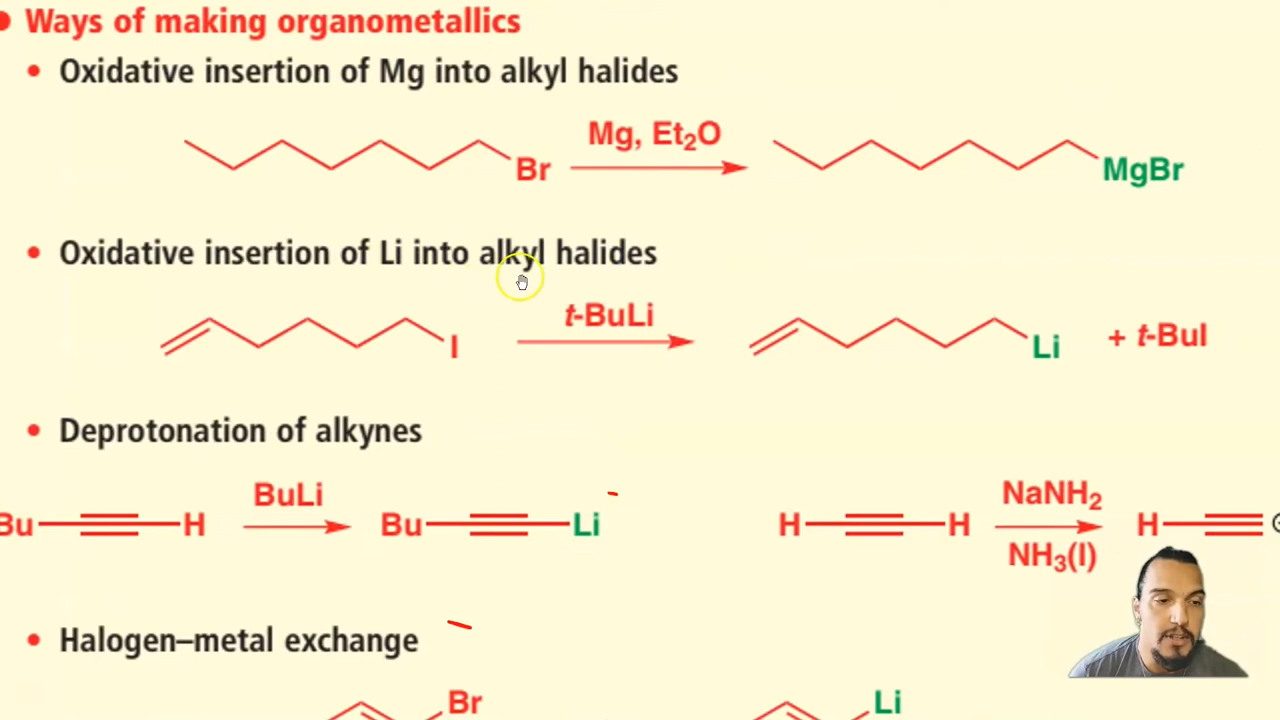 Ways of making organometallics
Oxidative insertion of Mg into alkyl halides
Br Mg, Et₂O MgBr
Oxidative insertion of Li into alkyl halides
I t-BuLi Li + t-BuI
Deprotonation of alkynes
Bu H BuLi Bu Li H H NaNH₂ NH₃(l) H
Halogen–metal exchange
Br Li